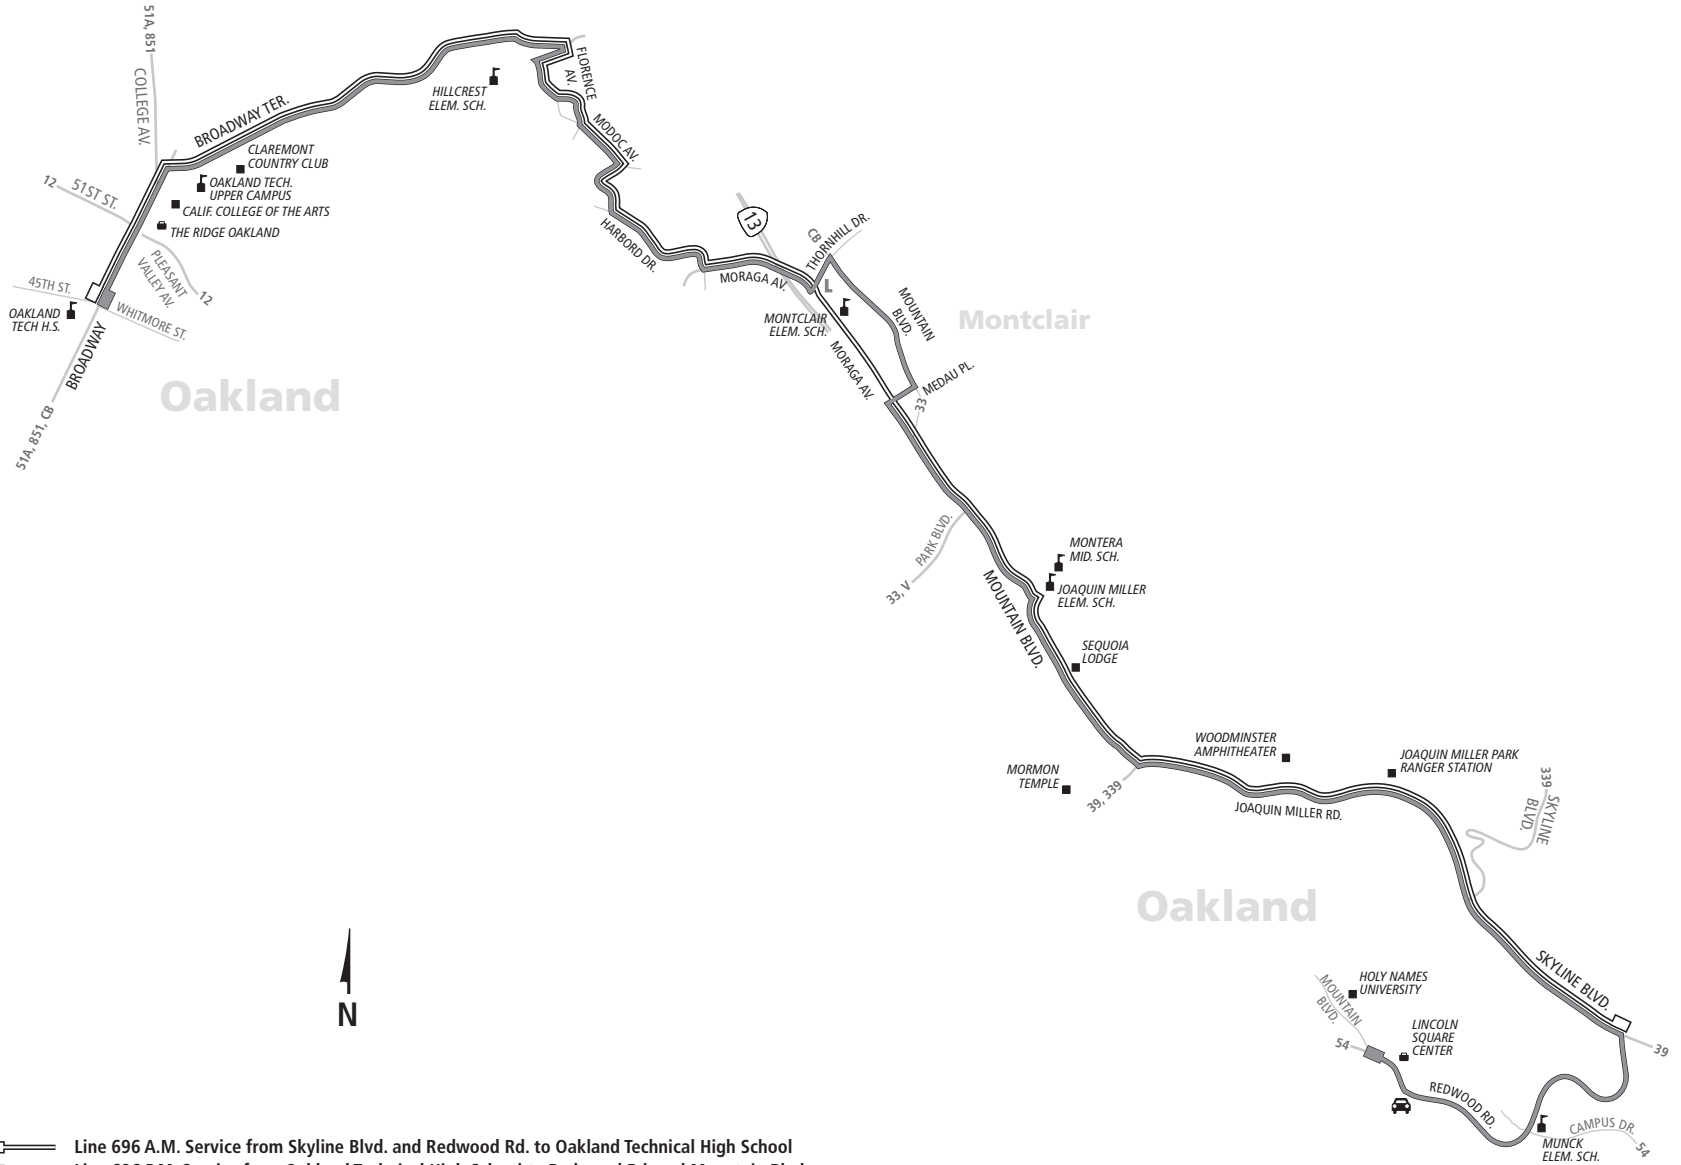 51A, 851
COLLEGE AV.
BROADWAY TER.
HILLCREST
ELEM. SCH.
FLORENCE
AV.
MODOC AV.
CLAREMONT
COUNTRY CLUB
OAKLAND TECH.
UPPER CAMPUS
CALIF. COLLEGE OF THE ARTS
THE RIDGE OAKLAND
12
51ST ST.
PLEASANT
VALLEY AV.
12
45TH ST.
WHITMORE ST.
OAKLAND
TECH H.S.
BROADWAY
51A, 851, CB
Oakland
HARBORD DR.
MORAGA AV.
13
CB
THORNHILL DR.
L
MONTCLAIR
ELEM. SCH.
MOUNTAIN
BLVD.
Montclair
MORAGA AV.
MEDAU PL.
33
PARK BLVD.
33, V
MONTERA
MID. SCH.
JOAQUIN MILLER
ELEM. SCH.
MOUNTAIN BLVD.
SEQUOIA
LODGE
MORMON
TEMPLE
39, 339
WOODMINSTER
AMPHITHEATER
JOAQUIN MILLER PARK
RANGER STATION
JOAQUIN MILLER RD.
339
SKYLINE
BLVD.
Oakland
SKYLINE BLVD.
39
HOLY NAMES
UNIVERSITY
MOUNTAIN
BLVD.
LINCOLN
SQUARE
CENTER
54
REDWOOD RD.
CAMPUS DR.
54
MUNCK
ELEM. SCH.
N
Line 696 A.M. Service from Skyline Blvd. and Redwood Rd. to Oakland Technical High School